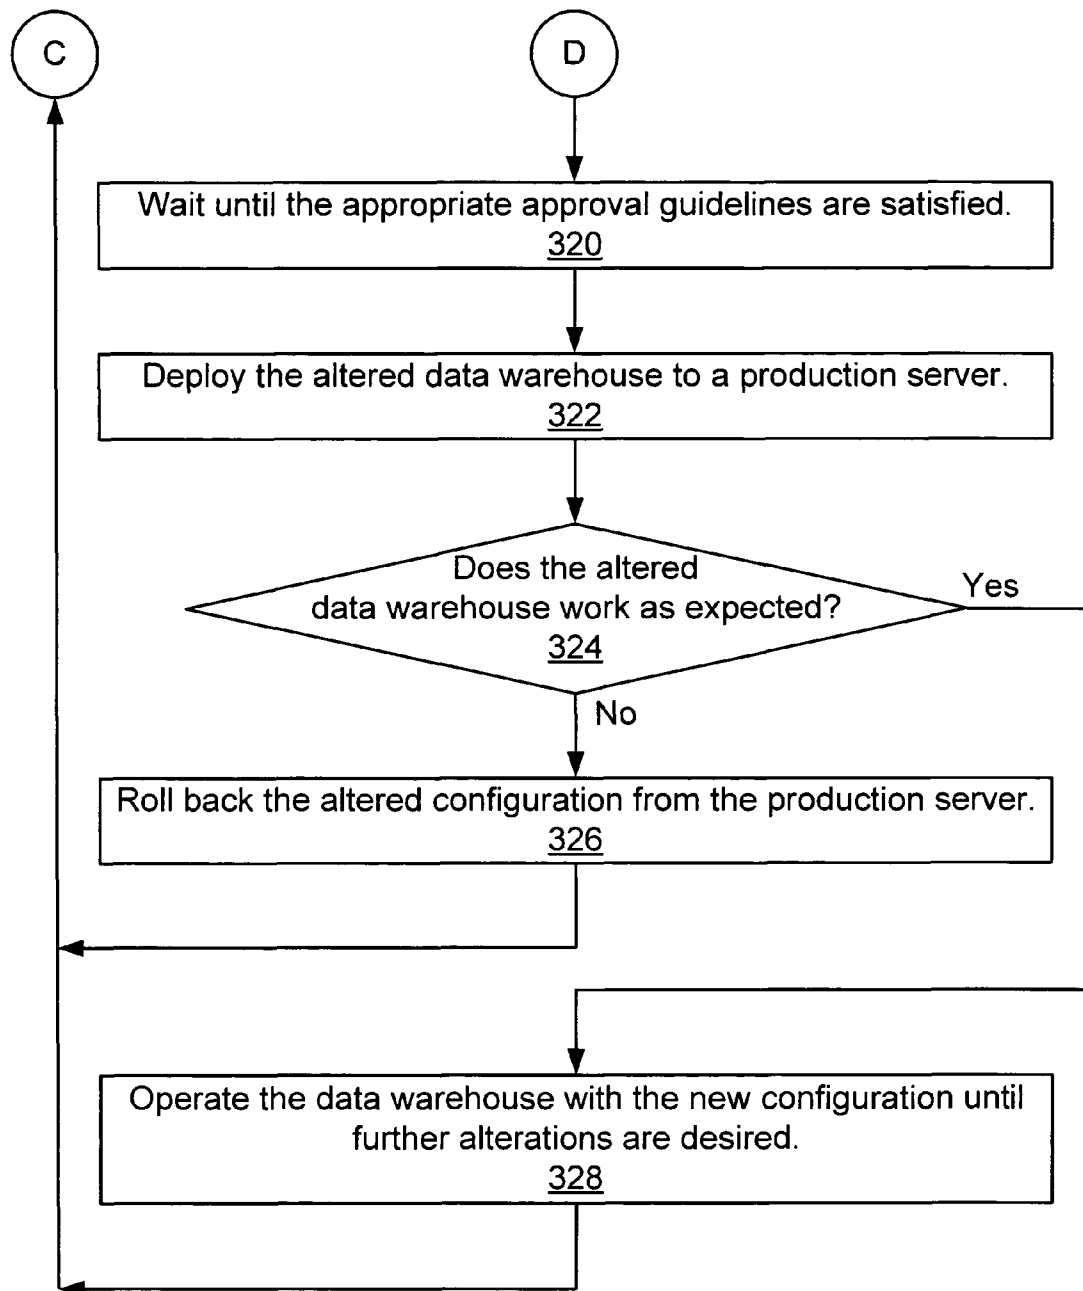 C
D
Wait until the appropriate approval guidelines are satisfied.
320
Deploy the altered data warehouse to a production server.
322
Does the altered
data warehouse work as expected?
324
Yes
No
Roll back the altered configuration from the production server.
326
Operate the data warehouse with the new configuration until
further alterations are desired.
328